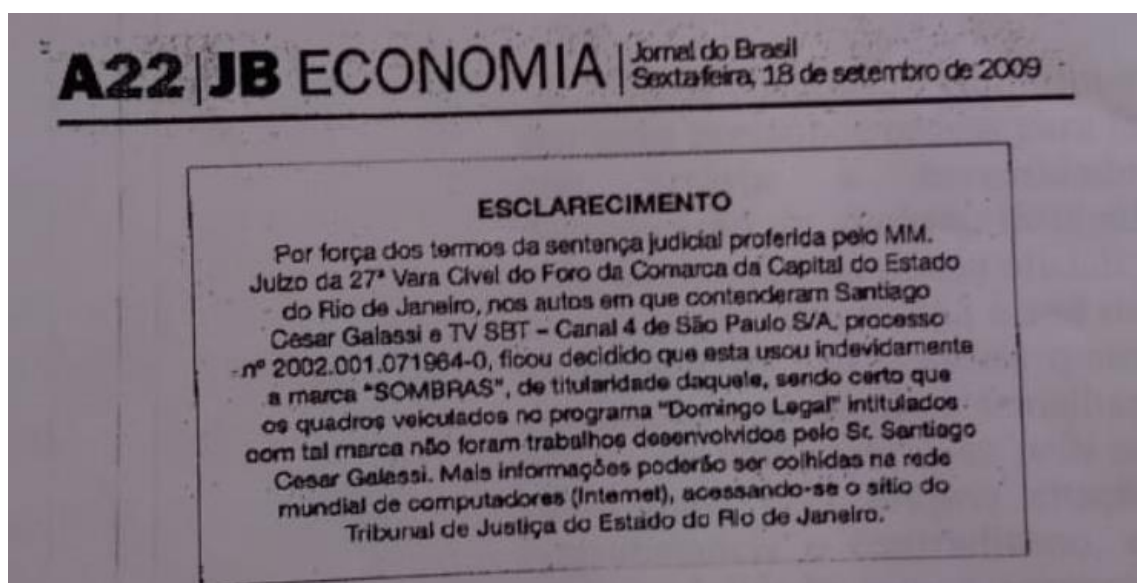 A22 | JB ECONOMIA | Jornal do Brasil
Sexta-feira, 18 de setembro de 2009
ESCLARECIMENTO
Por força dos termos da sentença judicial proferida pelo MM.
Juízo da 27ª Vara Cível do Foro da Comarca da Capital do Estado
do Rio de Janeiro, nos autos em que contenderam Santiago
Cesar Galassi e TV SBT – Canal 4 de São Paulo S/A, processo
nº 2002.001.071964-0, ficou decidido que esta usou indevidamente
a marca "SOMBRAS", de titularidade daquele, sendo certo que
os quadros veiculados no programa "Domingo Legal" intitulados
com tal marca não foram trabalhos desenvolvidos pelo Sr. Santiago
Cesar Galassi. Mais informações poderão ser colhidas na rede
mundial de computadores (Internet), acessando-se o sítio do
Tribunal de Justiça do Estado do Rio de Janeiro.